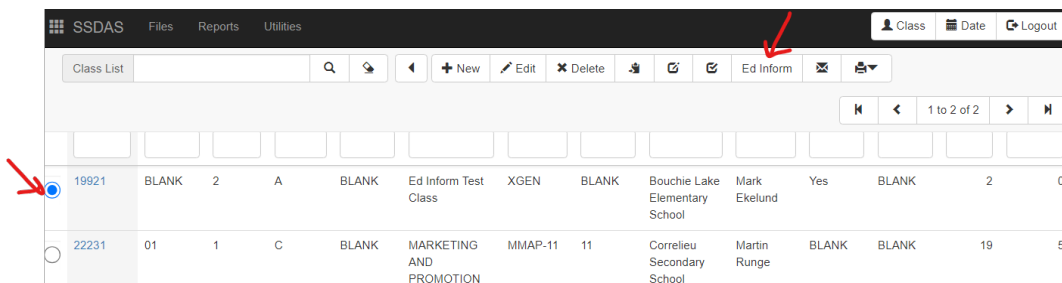 SSDAS Files Reports Utilities Class Date Logout
Class List New Edit Delete Ed Inform
1 to 2 of 2
19921 BLANK 2 A BLANK Ed Inform Test XGEN BLANK Bouchie Lake Mark Yes BLANK 2 0
Class Elementary Ekelund
School
22231 01 1 C BLANK MARKETING MMAP-11 11 Correlieu Martin BLANK BLANK 19 5
AND Secondary Runge
PROMOTION School